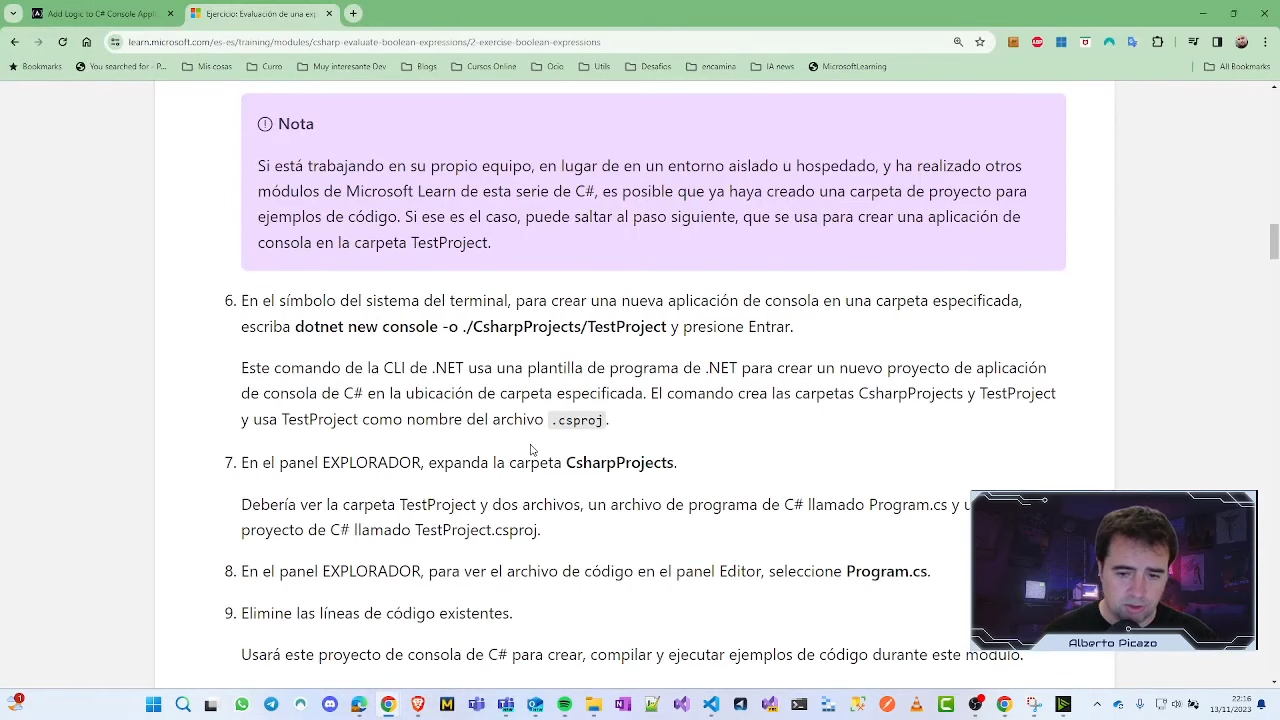 Add Logic to C# Console Appli
Ejercicio: Evaluación de una exp
learn.microsoft.com/es-es/training/modules/csharp-evaluate-boolean-expressions/2-exercise-boolean-expressions
Bookmarks
You searched for - P...
Mis cosas
Curro
Muy interesante Dev
Blogs
Cursos Online
Ocio
Utils
Desafios
encamina
IA news
MicrosoftLearning
All Bookmarks
Nota
Si está trabajando en su propio equipo, en lugar de en un entorno aislado u hospedado, y ha realizado otros
módulos de Microsoft Learn de esta serie de C#, es posible que ya haya creado una carpeta de proyecto para
ejemplos de código. Si ese es el caso, puede saltar al paso siguiente, que se usa para crear una aplicación de
consola en la carpeta TestProject.
6. En el símbolo del sistema del terminal, para crear una nueva aplicación de consola en una carpeta especificada,
escriba dotnet new console -o ./CsharpProjects/TestProject y presione Entrar.
Este comando de la CLI de .NET usa una plantilla de programa de .NET para crear un nuevo proyecto de aplicación
de consola de C# en la ubicación de carpeta especificada. El comando crea las carpetas CsharpProjects y TestProject
y usa TestProject como nombre del archivo .csproj.
7. En el panel EXPLORADOR, expanda la carpeta CsharpProjects.
Debería ver la carpeta TestProject y dos archivos, un archivo de programa de C# llamado Program.cs y u
proyecto de C# llamado TestProject.csproj.
8. En el panel EXPLORADOR, para ver el archivo de código en el panel Editor, seleccione Program.cs.
9. Elimine las líneas de código existentes.
Usará este proyecto de consola de C# para crear, compilar y ejecutar ejemplos de código durante este módulo.
Alberto Picazo
22:16
13/11/2023